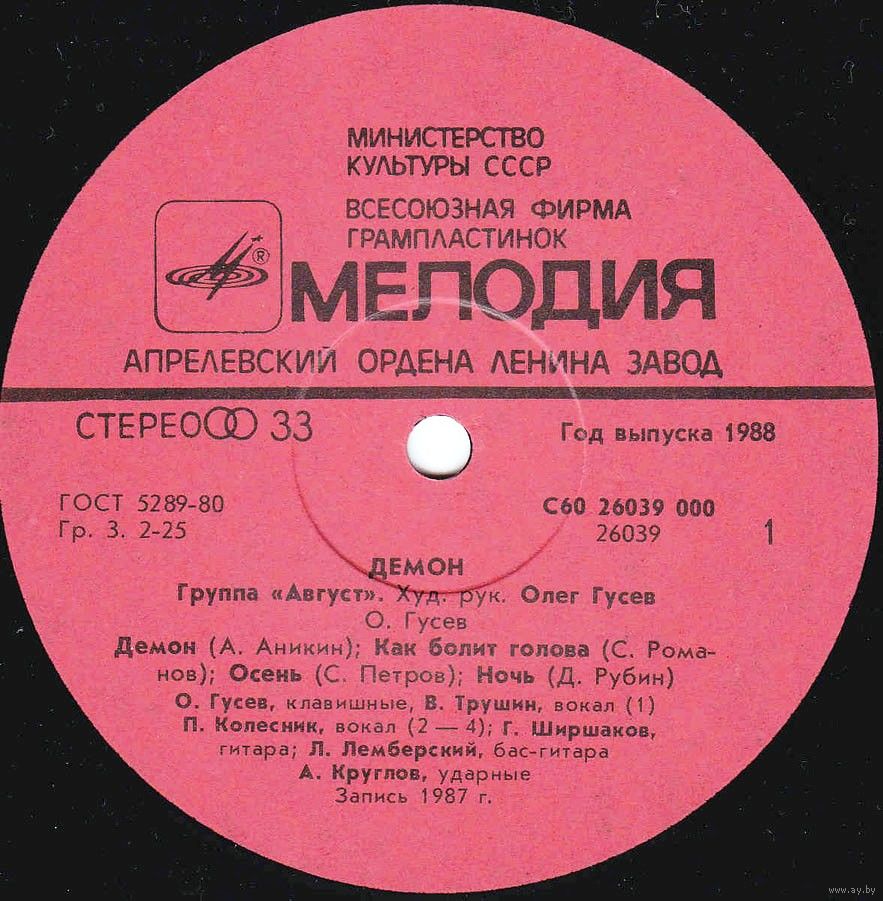 МИНИСТЕРСТВО
КУЛЬТУРЫ СССР
ВСЕСОЮЗНАЯ ФИРМА
ГРАМПЛАСТИНОК
®
МЕЛОДИЯ
АПРЕЛЕВСКИЙ ОРДЕНА ЛЕНИНА ЗАВОД
СТЕРЕО 33
Год выпуска 1988
ГОСТ 5289-80
Гр. 3. 2-25
С60 26039 000
26039
1
ДЕМОН
Группа «Август». Худ. рук. Олег Гусев
О. Гусев
Демон (А. Аникин); Как болит голова (С. Рома-
нов); Осень (С. Петров); Ночь (Д. Рубин)
О. Гусев, клавишные, В. Трушин, вокал (1)
П. Колесник, вокал (2 — 4); Г. Ширшаков,
гитара; Л. Лемберский, бас-гитара
А. Круглов, ударные
Запись 1987 г.
www.ay.by